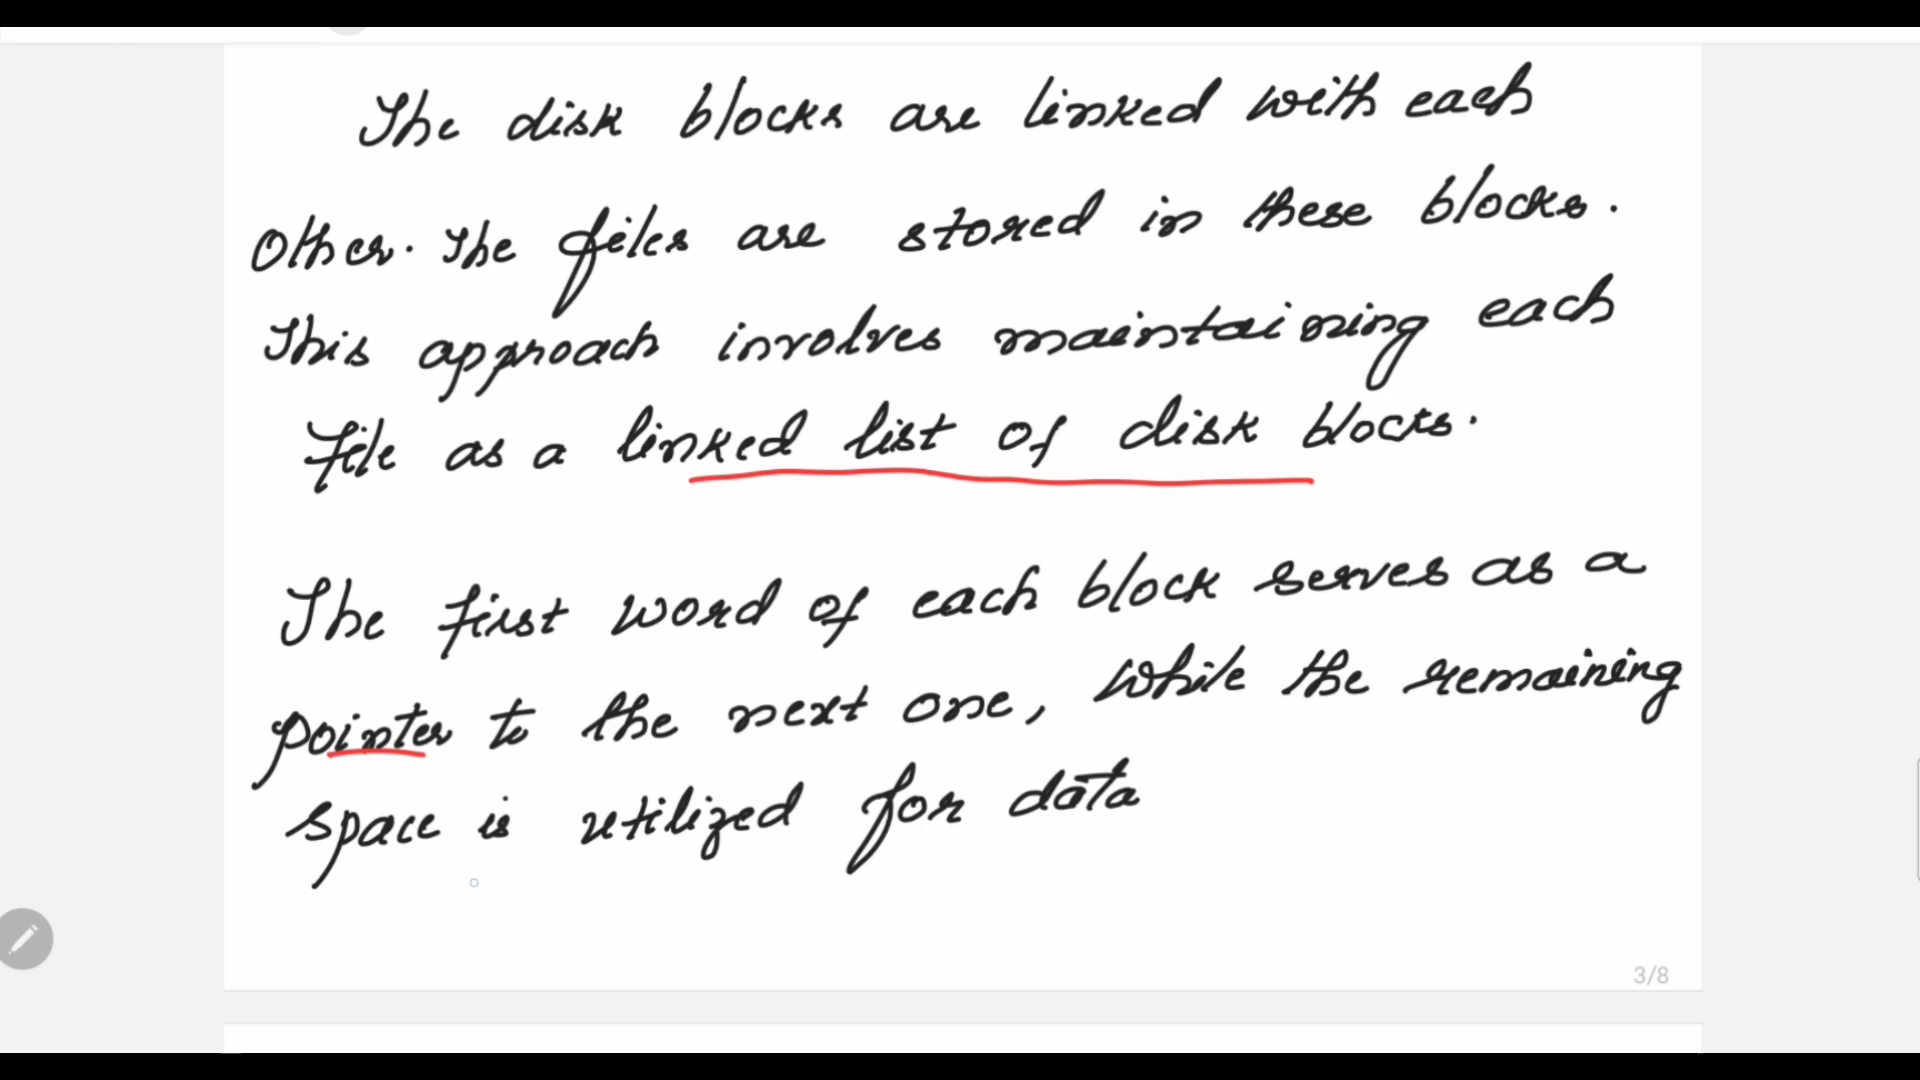 The disk blocks are linked with each
Other. The files are stored in these blocks.
This approach involves maintaining each
File as a linked list of disk blocks.
The first word of each block serves as a
pointer to the next one, while the remaining
space is utilized for data
3/8